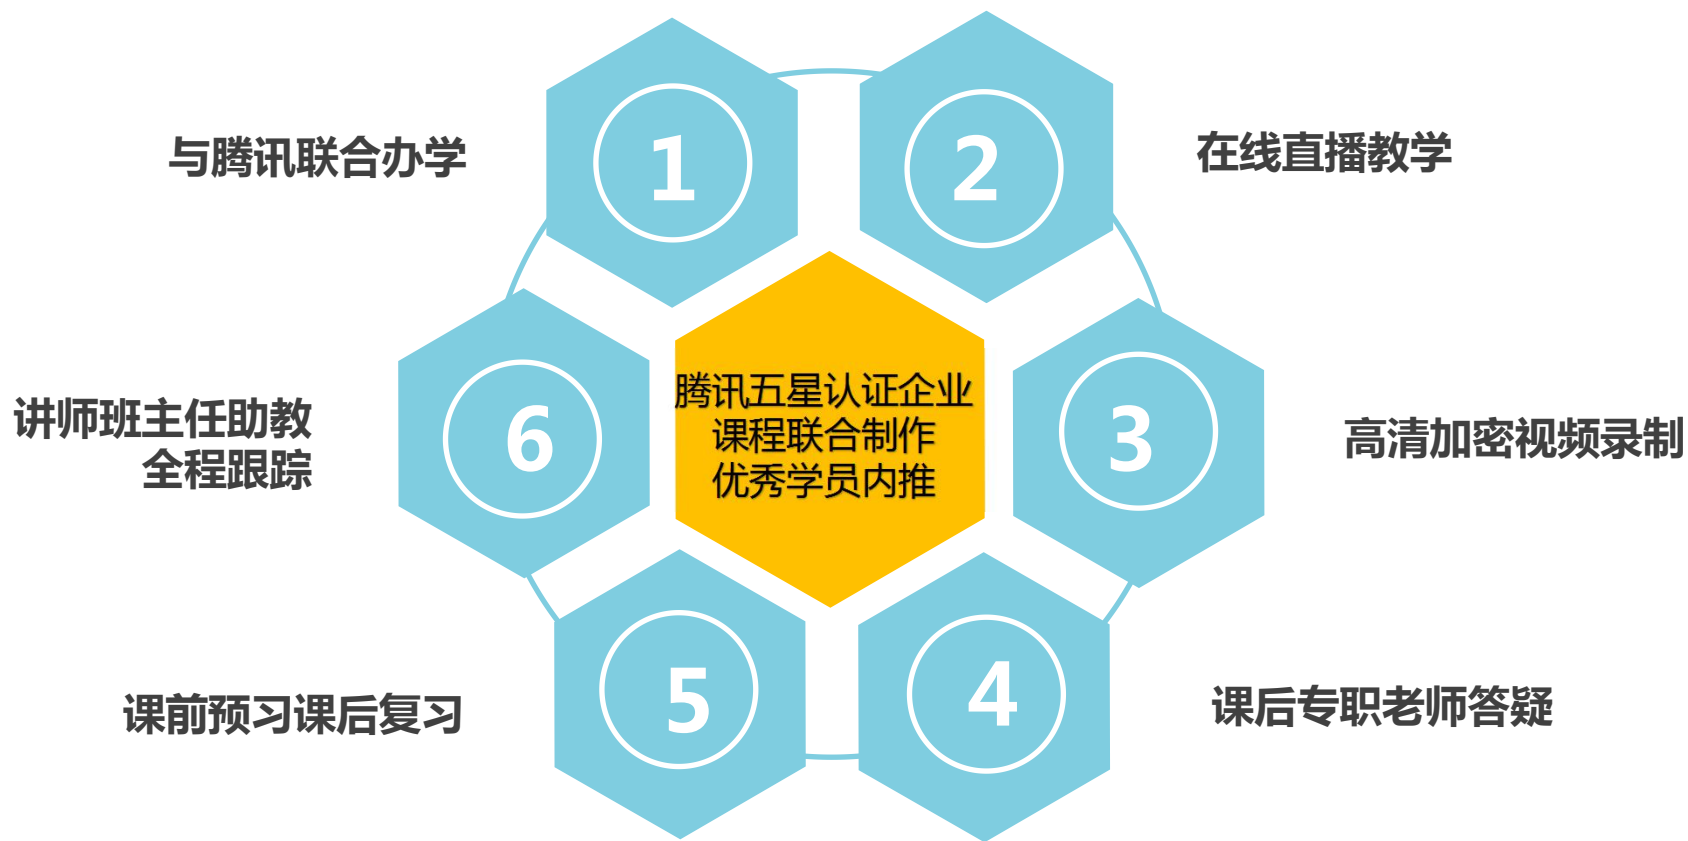 与腾讯联合办学
1
2
在线直播教学
讲师班主任助教
全程跟踪
6
腾讯五星认证企业
课程联合制作
优秀学员内推
3
高清加密视频录制
课前预习课后复习
5
4
课后专职老师答疑